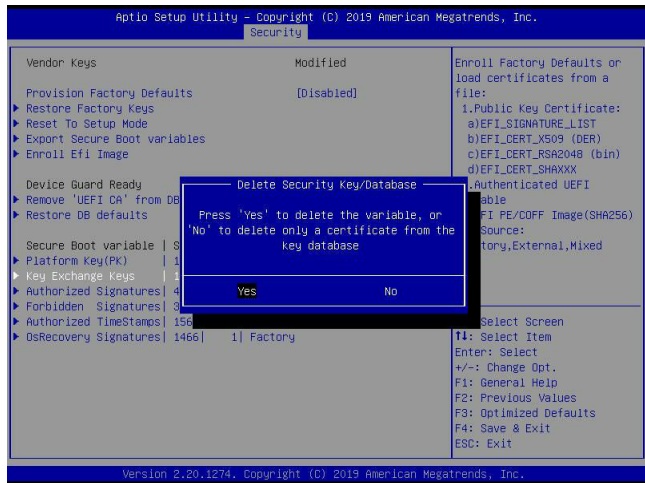 Aptio Setup Utility – Copyright (C) 2019 American Megatrends, Inc.
Security
Vendor Keys Modified
Provision Factory Defaults [Disabled]
Restore Factory Keys
Reset To Setup Mode
Export Secure Boot variables
Enroll Efi Image
Device Guard Ready
Remove 'UEFI CA' from DB
Restore DB defaults
Secure Boot variable | S
Platform Key(PK) | 1
Key Exchange Keys | 1
Authorized Signatures| 4
Forbidden Signatures| 3
Authorized TimeStamps| 156
OsRecovery Signatures| 1466| 1| Factory
Delete Security Key/Database
Press 'Yes' to delete the variable, or
'No' to delete only a certificate from the
key database
Yes No
Enroll Factory Defaults or
load certificates from a
file:
1.Public Key Certificate:
a)EFI_SIGNATURE_LIST
b)EFI_CERT_X509 (DER)
c)EFI_CERT_RSA2048 (bin)
d)EFI_CERT_SHAXXX
.Authenticated UEFI
able
FI PE/COFF Image(SHA256)
Source:
tory,External,Mixed
Select Screen
↑↓: Select Item
Enter: Select
+/-: Change Opt.
F1: General Help
F2: Previous Values
F3: Optimized Defaults
F4: Save & Exit
ESC: Exit
Version 2.20.1274. Copyright (C) 2019 American Megatrends, Inc.